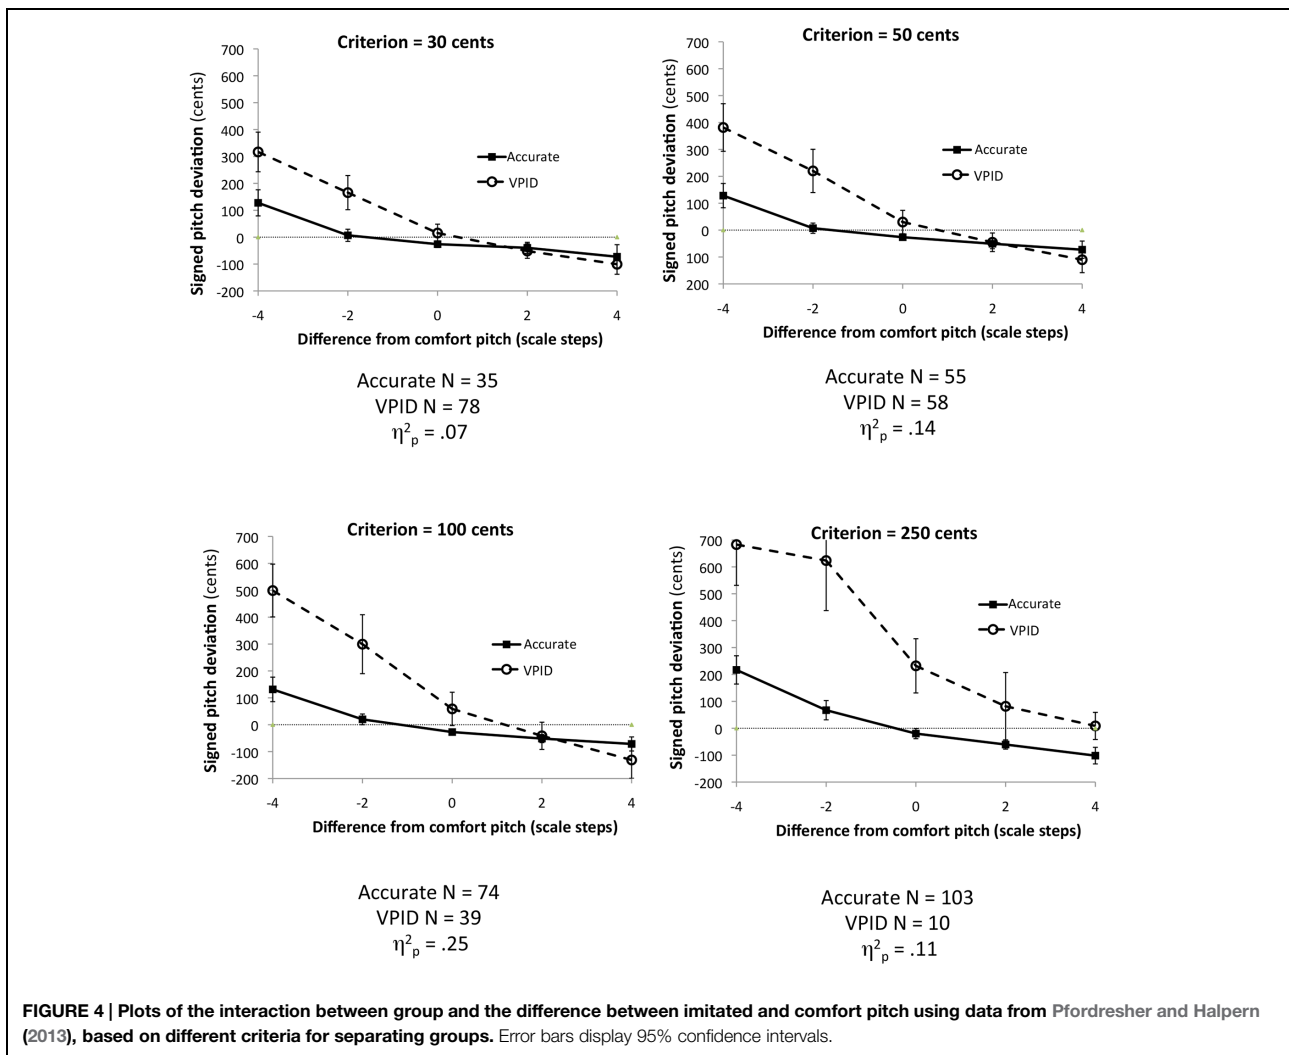 Criterion = 30 cents
Signed pitch deviation (cents)
700
600
500
400
300
200
100
0
-100
-200
Accurate
VPID
-4 -2 0 2 4
Difference from comfort pitch (scale steps)
Accurate N = 35
VPID N = 78
η²p = .07
Criterion = 50 cents
Signed pitch deviation (cents)
700
600
500
400
300
200
100
0
100
200
Accurate
VPID
-4 -2 0 2 4
Difference from comfort pitch (scale steps)
Accurate N = 55
VPID N = 58
η²p = .14
Criterion = 100 cents
Signed pitch deviation (cents)
700
600
500
400
300
200
100
0
-100
-200
Accurate
VPID
-4 -2 0 2 4
Difference from comfort pitch (scale steps)
Accurate N = 74
VPID N = 39
η²p = .25
Criterion = 250 cents
Signed pitch deviation (cents)
700
600
500
400
300
200
100
0
-100
-200
Accurate
VPID
-4 -2 0 2 4
Difference from comfort pitch (scale steps)
Accurate N = 103
VPID N = 10
η²p = .11
FIGURE 4 | Plots of the interaction between group and the difference between imitated and comfort pitch using data from Pfordresher and Halpern
(2013), based on different criteria for separating groups. Error bars display 95% confidence intervals.